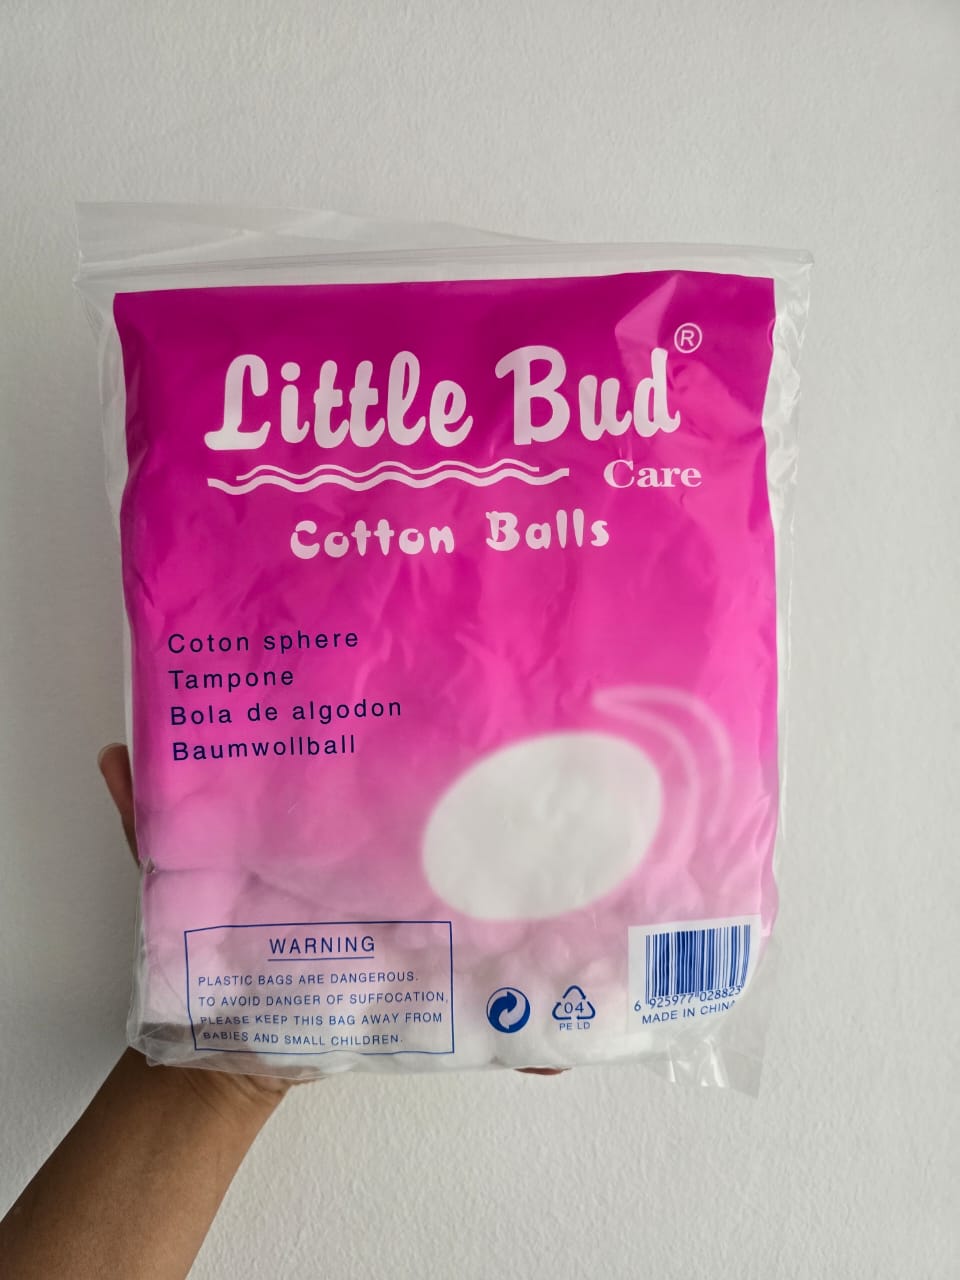 Little Bud®
Care
Cotton Balls
Coton sphere
Tampone
Bola de algodon
Baumwollball
WARNING
PLASTIC BAGS ARE DANGEROUS.
TO AVOID DANGER OF SUFFOCATION,
PLEASE KEEP THIS BAG AWAY FROM
BABIES AND SMALL CHILDREN.
04
PE LD
6 925977 028823
MADE IN CHINA